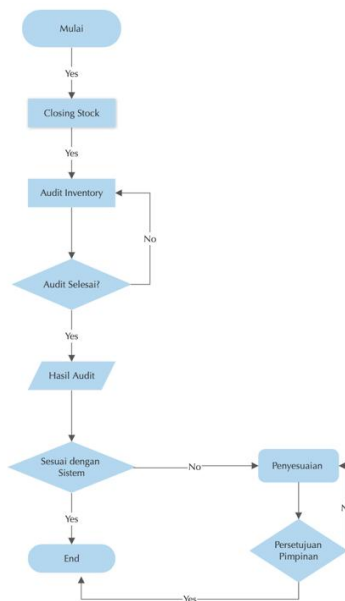 Mulai
Yes
Closing Stock
Yes
Audit Inventory
No
Audit Selesai?
Yes
Hasil Audit
Sesuai dengan
Sistem
No
Penyesuaian
Yes
Persetujuan
Pimpinan
End
Yes